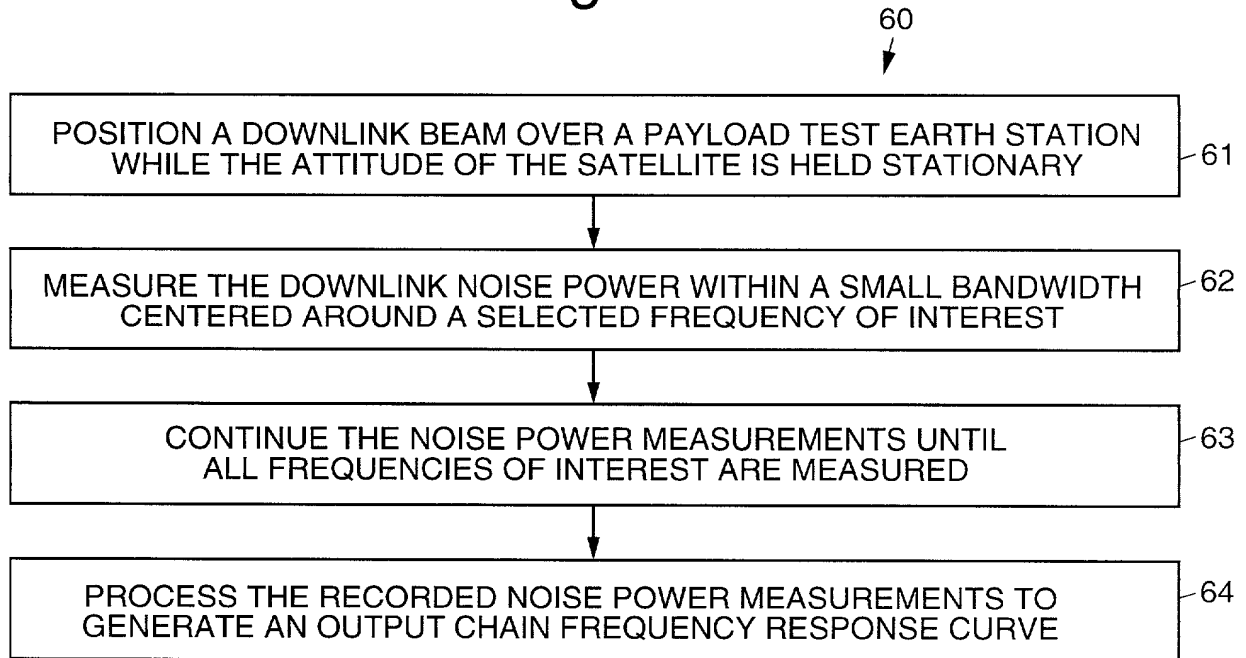 60
POSITION A DOWNLINK BEAM OVER A PAYLOAD TEST EARTH STATION
WHILE THE ATTITUDE OF THE SATELLITE IS HELD STATIONARY
61
MEASURE THE DOWNLINK NOISE POWER WITHIN A SMALL BANDWIDTH
CENTERED AROUND A SELECTED FREQUENCY OF INTEREST
62
CONTINUE THE NOISE POWER MEASUREMENTS UNTIL
ALL FREQUENCIES OF INTEREST ARE MEASURED
63
PROCESS THE RECORDED NOISE POWER MEASUREMENTS TO
GENERATE AN OUTPUT CHAIN FREQUENCY RESPONSE CURVE
64